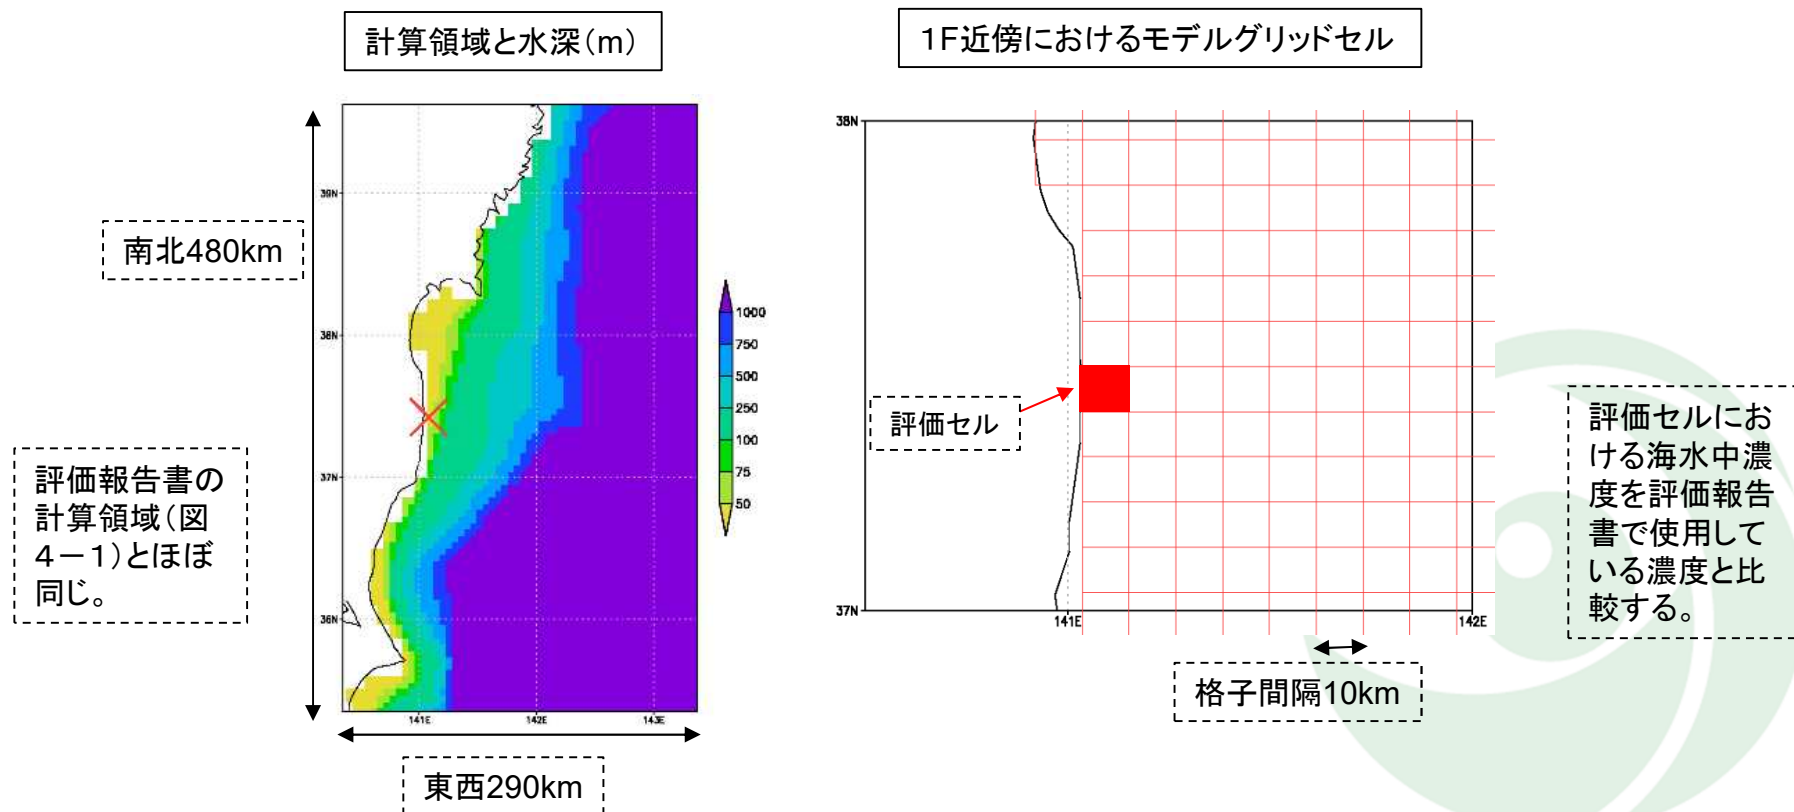 計算領域と水深(m)
1F近傍におけるモデルグリッドセル
南北480km
評価報告書の
計算領域(図
4-1)とほぼ
同じ。
39N
38N
37N
36N
141E
142E
143E
東西290km
1000
750
500
250
100
75
50
38N
37N
141E
142E
評価セル
格子間隔10km
評価セルにお
ける海水中濃
度を評価報告
書で使用して
いる濃度と比
較する。